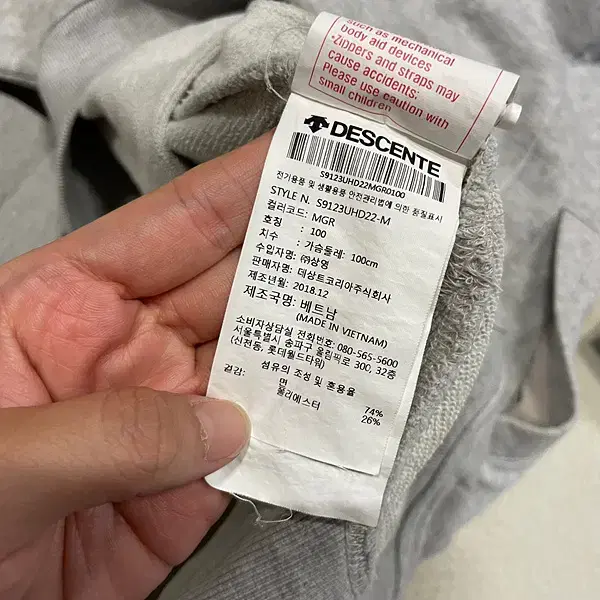 such as mechanical
body aid devices
•Zippers and straps may
cause accidents;
Please use caution with
small children
DESCENTE
S9123UHD22MGR0100
전기용품 및 생활용품 안전관리법에 의한 품질표시
STYLE N. S9123UHD22-M
컬러코드: MGR
호칭 : 100
치수 : 가슴둘레: 100cm
수입자명: ㈜상영
판매자명: 데상트코리아주식회사
제조년월: 2018.12
제조국명: 베트남
(MADE IN VIETNAM)
소비자상담실 전화번호: 080-565-5600
서울특별시 송파구 올림픽로 300, 32층
(신천동, 롯데월드타워)
섬유의 조성 및 혼용율
겉감: 면 74%
폴리에스터 26%